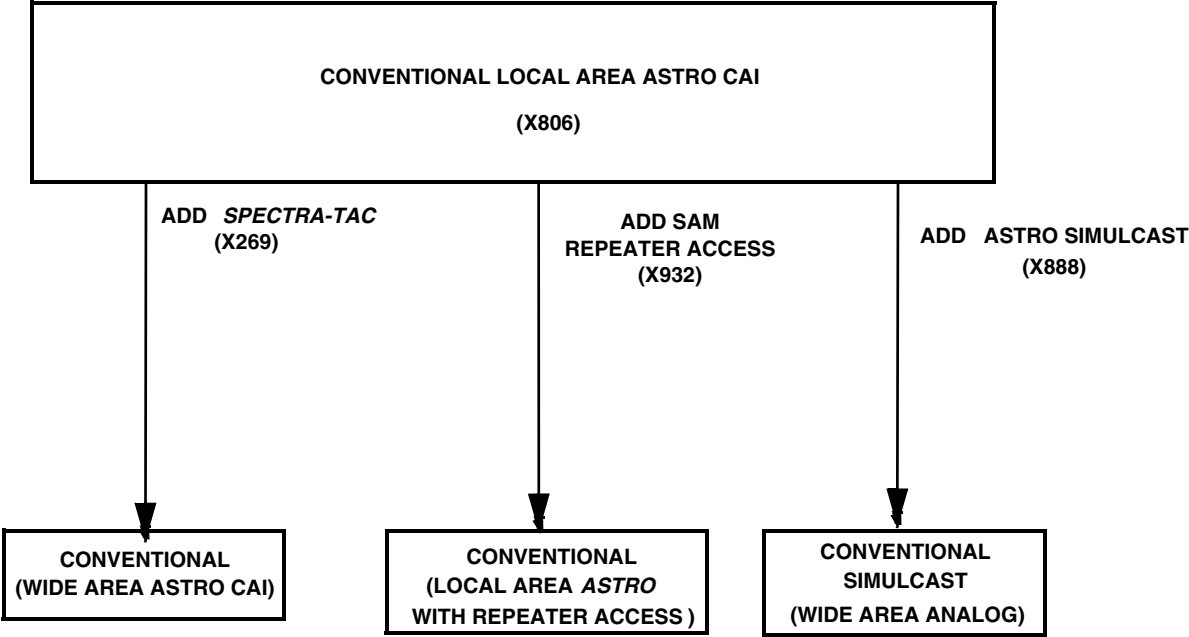 CONVENTIONAL LOCAL AREA ASTRO CAI
(X806)
ADD SPECTRA-TAC
(X269)
ADD SAM
REPEATER ACCESS
(X932)
ADD ASTRO SIMULCAST
(X888)
CONVENTIONAL
(WIDE AREA ASTRO CAI)
CONVENTIONAL
(LOCAL AREA ASTRO
WITH REPEATER ACCESS )
CONVENTIONAL
SIMULCAST
(WIDE AREA ANALOG)